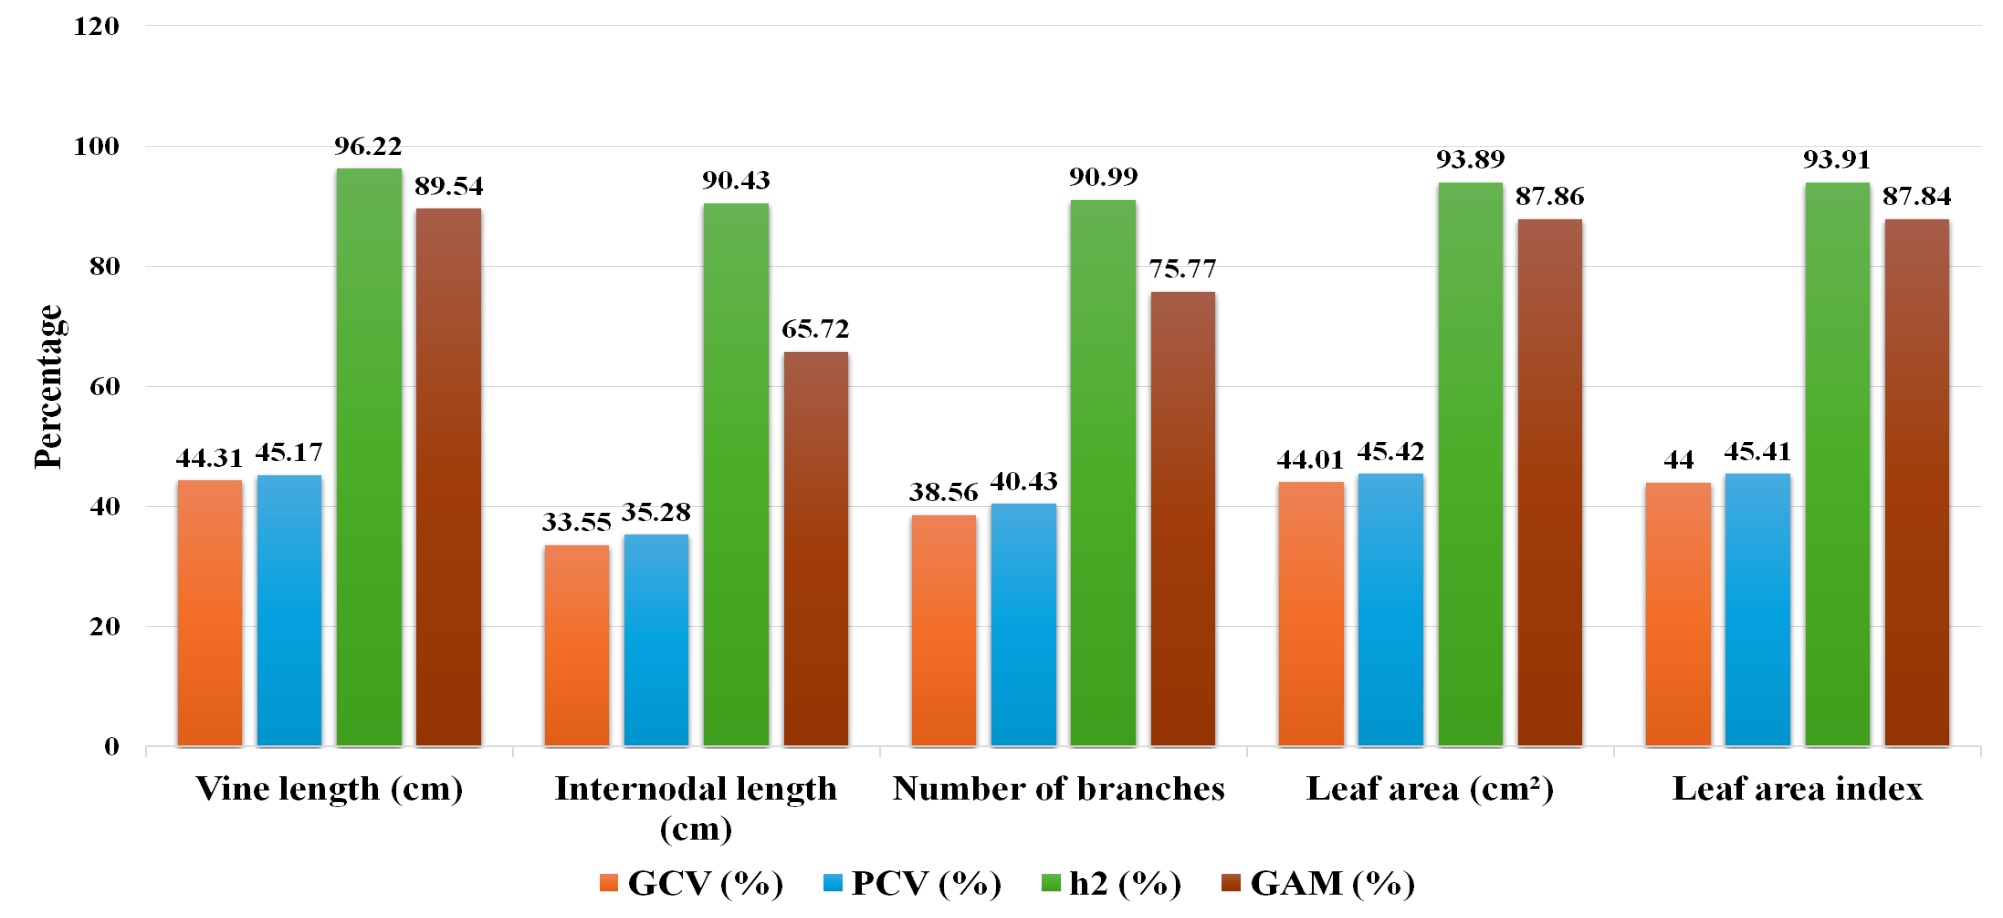 120
100
80
60
40
20
0
Percentage
44.31 45.17 96.22 89.54
33.55 35.28 90.43 65.72
38.56 40.43 90.99 75.77
44.01 45.42 93.89 87.86
44 45.41 93.91 87.84
Vine length (cm)
Internodal length
(cm)
Number of branches
Leaf area (cm²)
Leaf area index
GCV (%) PCV (%) h2 (%) GAM (%)